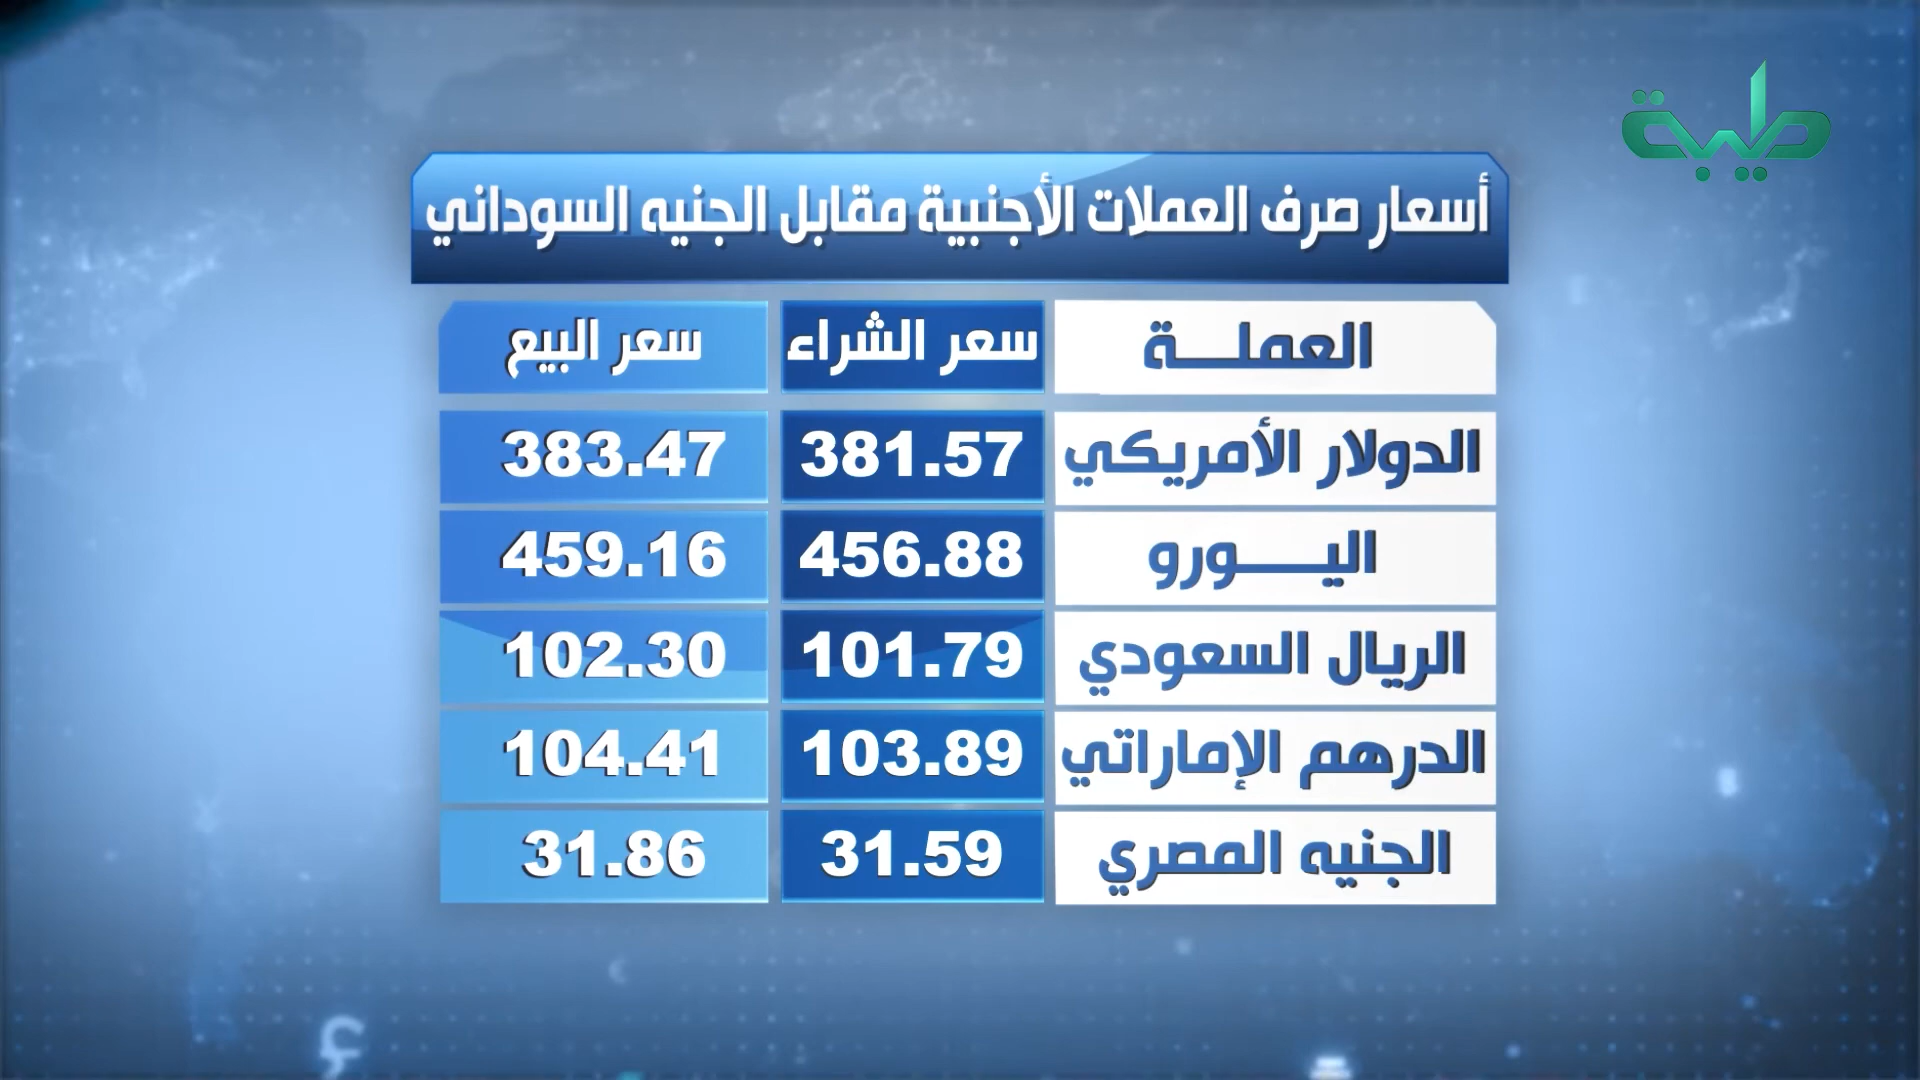 طيبة
أسعار صرف العملات الأجنبية مقابل الجنيه السوداني
العملـــة سعر الشراء سعر البيع
الدولار الأمريكي 381.57 383.47
اليـــــورو 456.88 459.16
الريال السعودي 101.79 102.30
الدرهم الإماراتي 103.89 104.41
الجنيه المصري 31.59 31.86